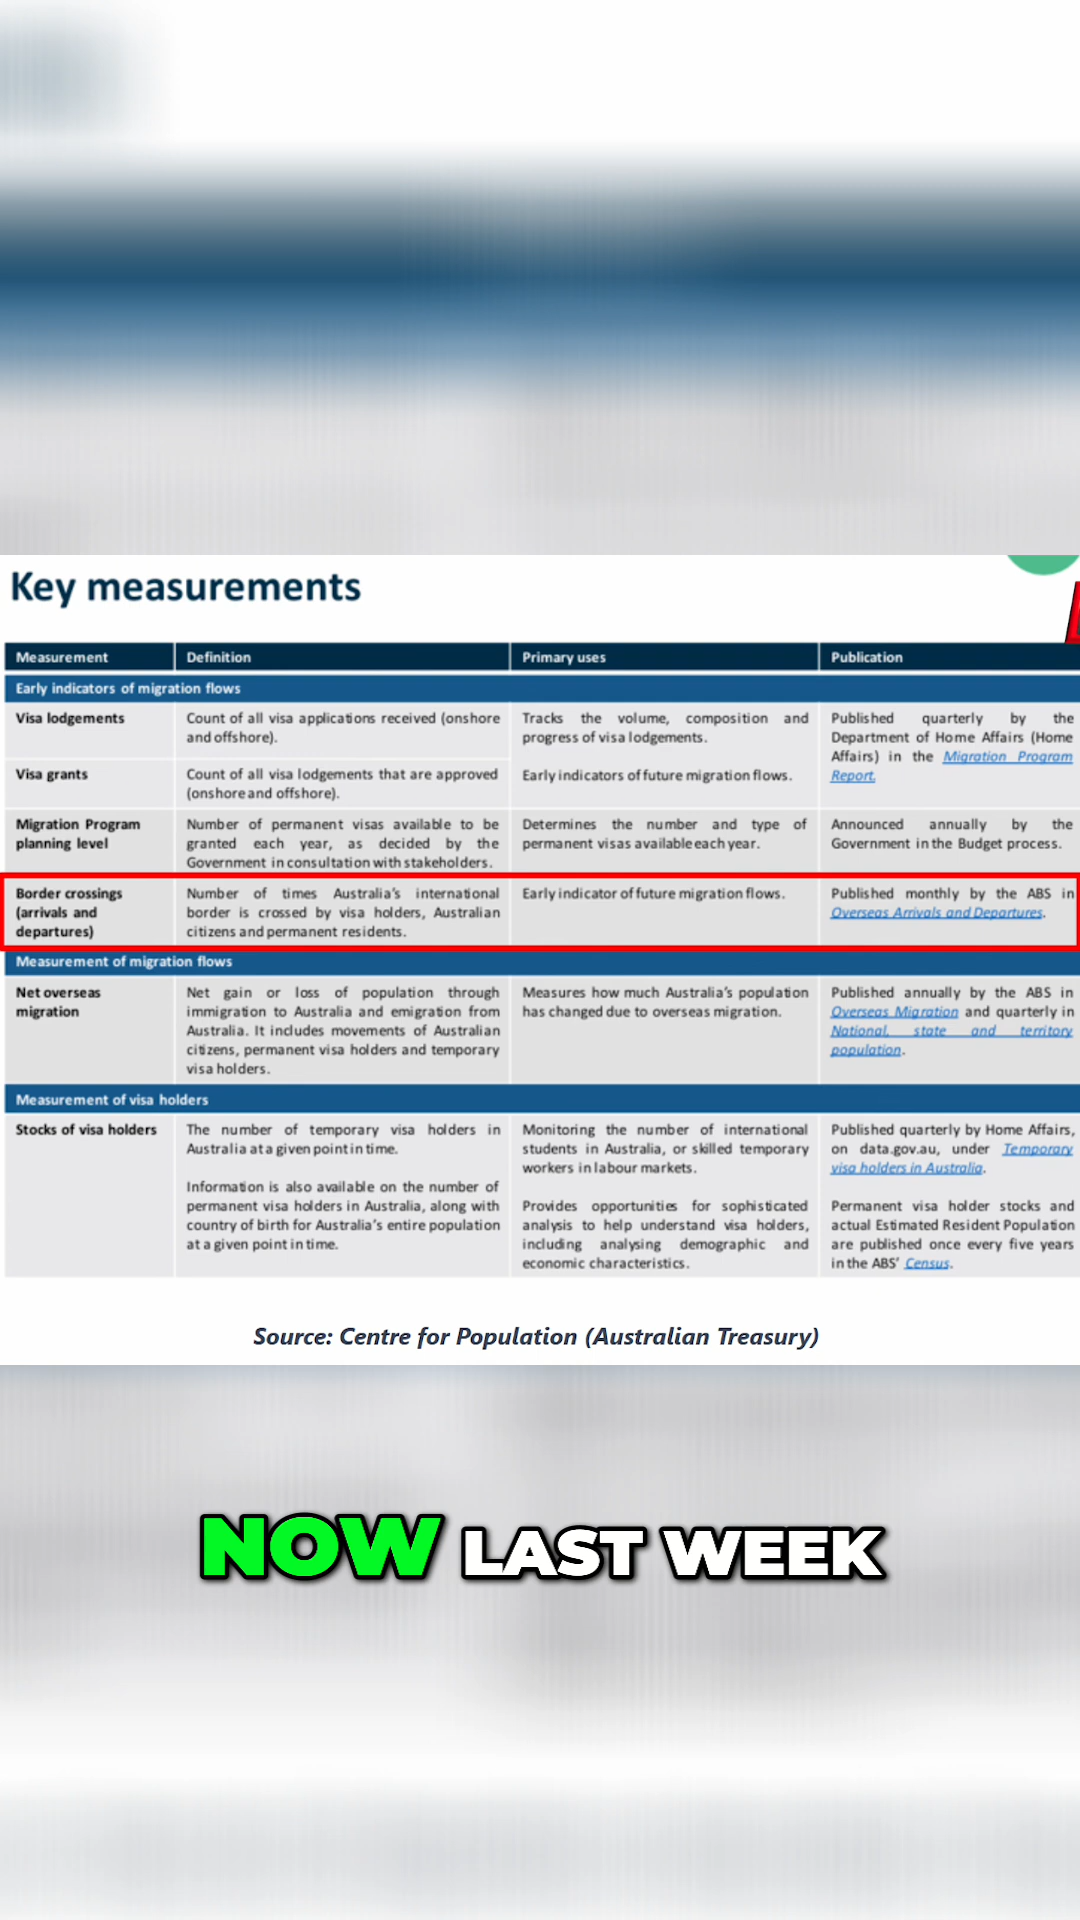 Key measurements
Measurement Definition Primary uses Publication
Early indicators of migration flows
Visa lodgements
Count of all visa applications received (onshore
and offshore).
Tracks the volume, composition and
progress of visa lodgements.
Early indicators of future migration flows.
Published quarterly by the
Department of Home Affairs (Home
Affairs) in the Migration Program
Report.
Visa grants
Count of all visa lodgements that are approved
(onshore and offshore).
Migration Program
planning level
Number of permanent visas available to be
granted each year, as decided by the
Government in consultation with stakeholders.
Determines the number and type of
permanent visas available each year.
Announced annually by the
Government in the Budget process.
Border crossings
(arrivals and
departures)
Number of times Australia's international
border is crossed by visa holders, Australian
citizens and permanent residents.
Early indicator of future migration flows.
Published monthly by the ABS in
Overseas Arrivals and Departures.
Measurement of migration flows
Net overseas
migration
Net gain or loss of population through
immigration to Australia and emigration from
Australia. It includes movements of Australian
citizens, permanent visa holders and temporary
visa holders.
Measures how much Australia's population
has changed due to overseas migration.
Published annually by the ABS in
Overseas Migration and quarterly in
National, state and territory
population.
Measurement of visa holders
Stocks of visa holders
The number of temporary visa holders in
Australia at a given point in time.
Information is also available on the number of
permanent visa holders in Australia, along with
country of birth for Australia's entire population
at a given point in time.
Monitoring the number of international
students in Australia, or skilled temporary
workers in labour markets.
Provides opportunities for sophisticated
analysis to help understand visa holders,
including analysing demographic and
economic characteristics.
Published quarterly by Home Affairs,
on data.gov.au, under Temporary
visa holders in Australia.
Permanent visa holder stocks and
actual Estimated Resident Population
are published once every five years
in the ABS' Census.
Source: Centre for Population (Australian Treasury)
NOW LAST WEEK